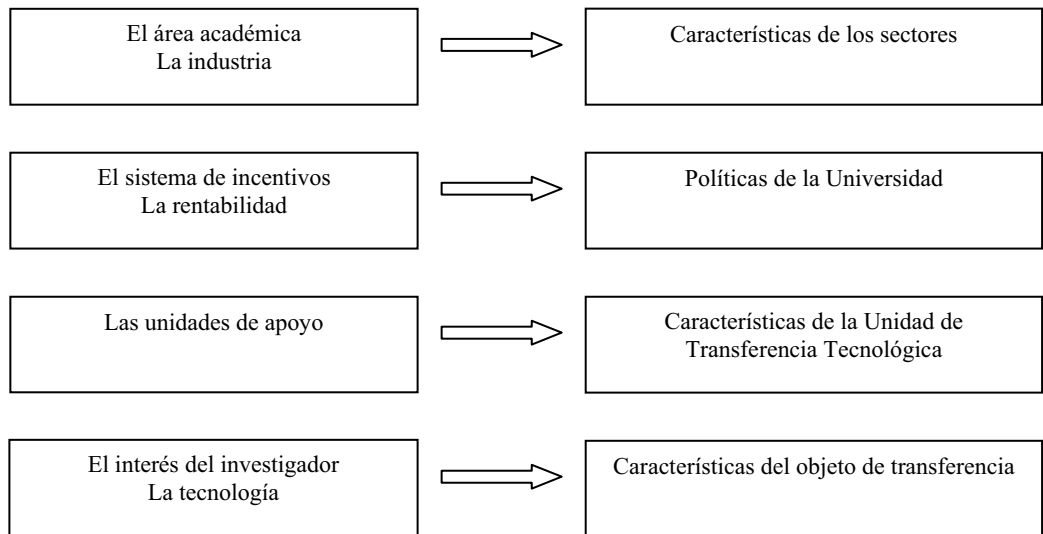 El área académica
La industria
Características de los sectores
El sistema de incentivos
La rentabilidad
Políticas de la Universidad
Las unidades de apoyo
Características de la Unidad de
Transferencia Tecnológica
El interés del investigador
La tecnología
Características del objeto de transferencia